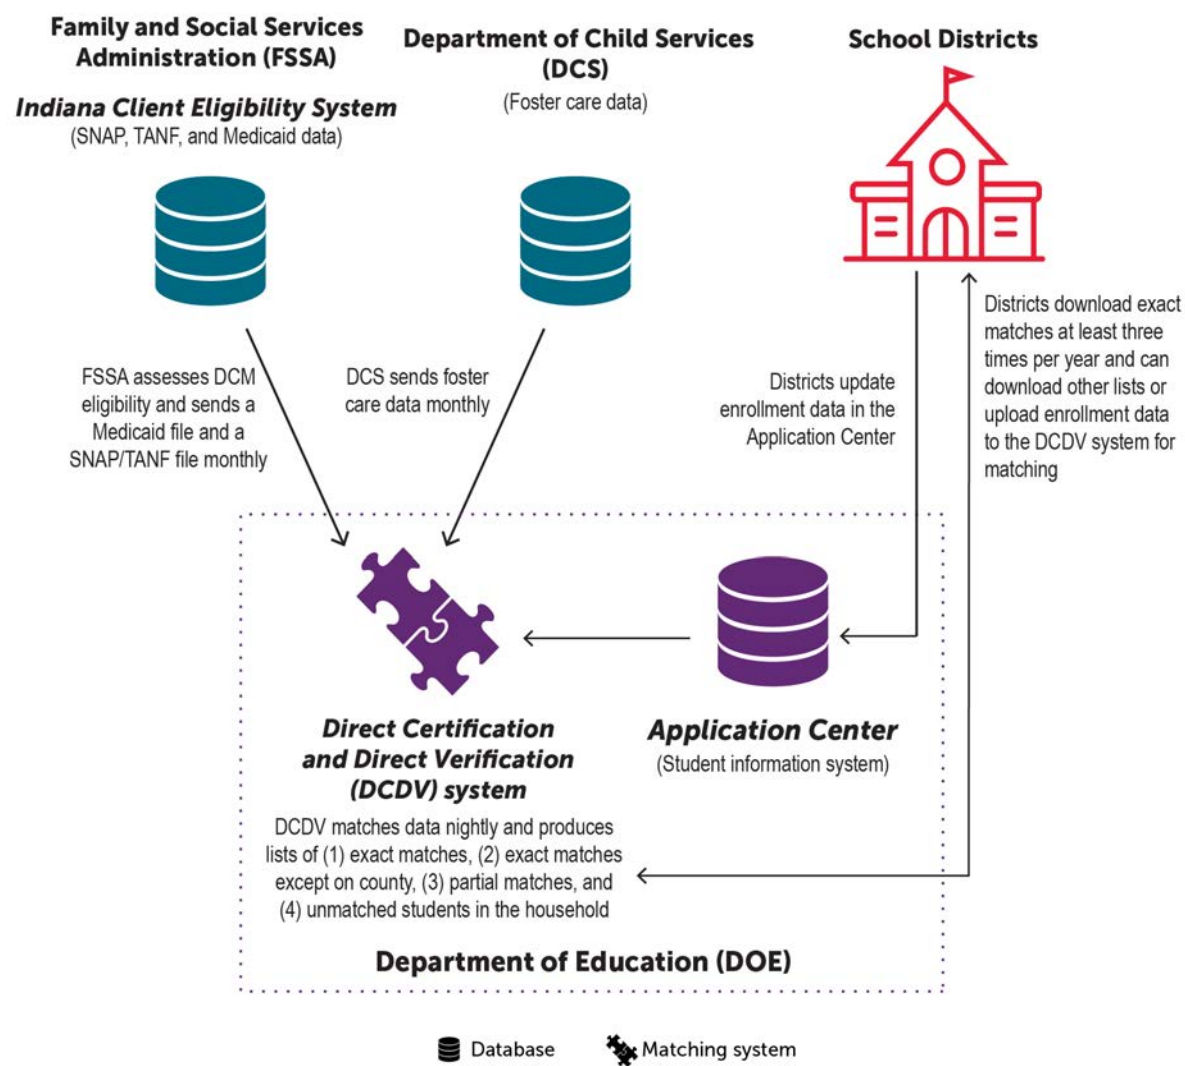 Family and Social Services
Administration (FSSA)
Indiana Client Eligibility System
(SNAP, TANF, and Medicaid data)
Department of Child Services
(DCS)
(Foster care data)
School Districts
FSSA assesses DCM
eligibility and sends a
Medicaid file and a
SNAP/TANF file monthly
DCS sends foster
care data monthly
Districts update
enrollment data in the
Application Center
Districts download exact
matches at least three
times per year and can
download other lists or
upload enrollment data
to the DCDV system for
matching
Direct Certification
and Direct Verification
(DCDV) system
DCDV matches data nightly and produces
lists of (1) exact matches, (2) exact matches
except on county, (3) partial matches, and
(4) unmatched students in the household
Application Center
(Student information system)
Department of Education (DOE)
Database
Matching system